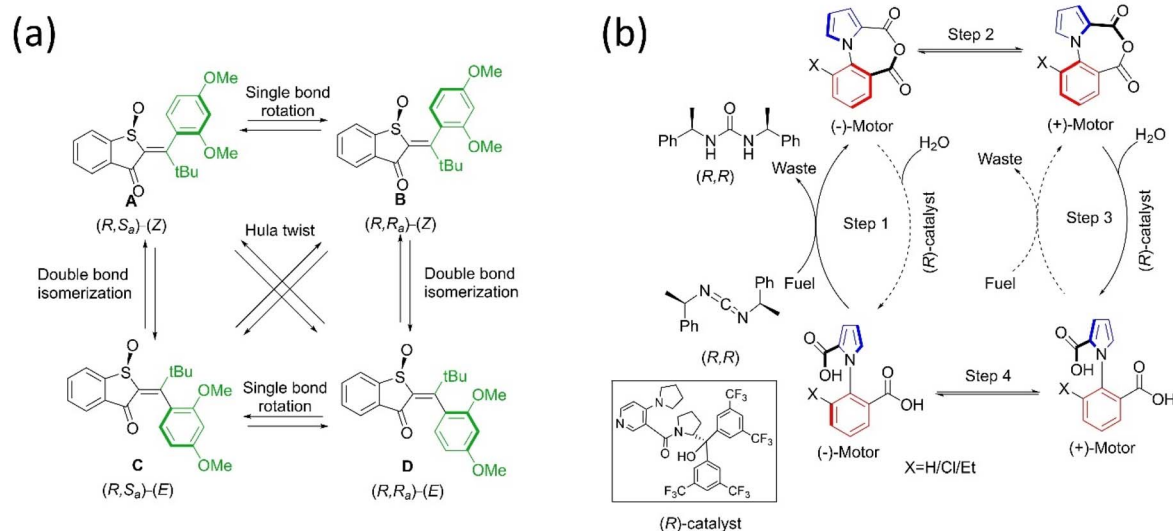 (a)
OMe
O
S
OMe
tBu
O
A
(R,Sa)-(Z)
Single bond
rotation
OMe
O
S
OMe
tBu
O
B
(R,Ra)-(Z)
Double bond
isomerization
Hula twist
Double bond
isomerization
O
S
tBu
OMe
O
OMe
C
(R,Sa)-(E)
Single bond
rotation
O
S
tBu
OMe
O
OMe
D
(R,Ra)-(E)
(b)
N
O
O
O
X
(-)-Motor
Step 2
N
O
O
O
X
(+)-Motor
O
Ph
N
H
N
H
Ph
(R,R)
Waste
H2O
Step 1
(R)-catalyst
Fuel
Waste
H2O
Step 3
(R)-catalyst
Fuel
Ph
N
C
N
Ph
(R,R)
O
OH
N
X
O
OH
(-)-Motor
Step 4
O
OH
N
X
O
OH
(+)-Motor
X=H/Cl/Et
N
N
N
O
HO
CF3
CF3
CF3
CF3
(R)-catalyst